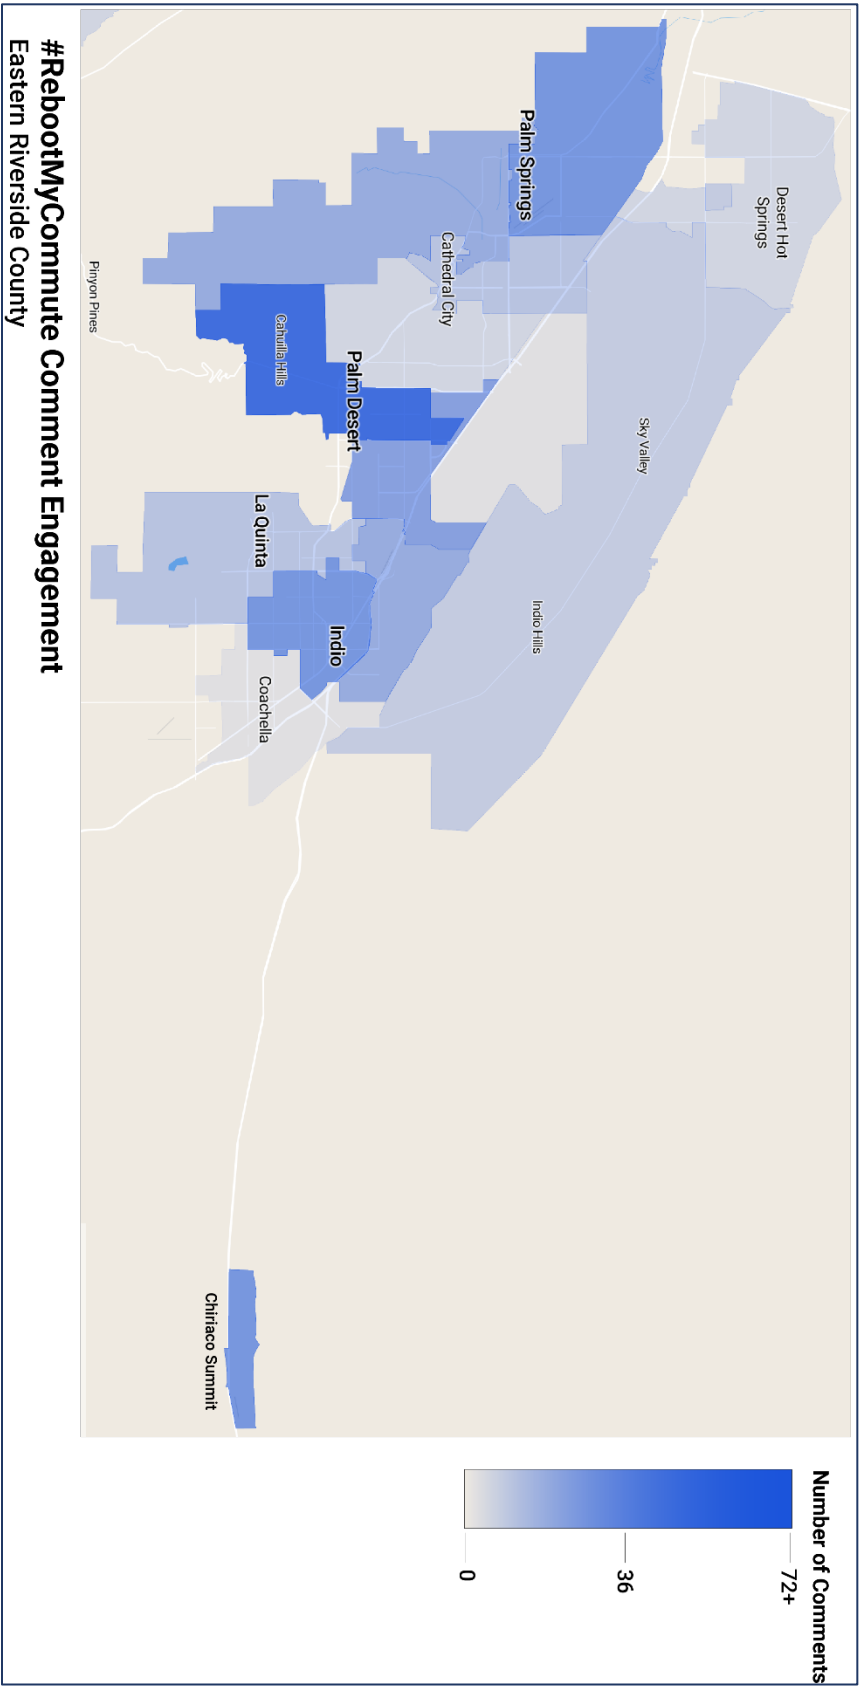 #RebootMyCommute Comment Engagement
Eastern Riverside County
Number of Comments
72+
36
0
Desert Hot
Springs
Palm Springs
Cathedral City
Sky Valley
Cahuilla Hills
Palm Desert
Pinyon Pines
La Quinta
Indio
Indio Hills
Coachella
Chiriaco Summit